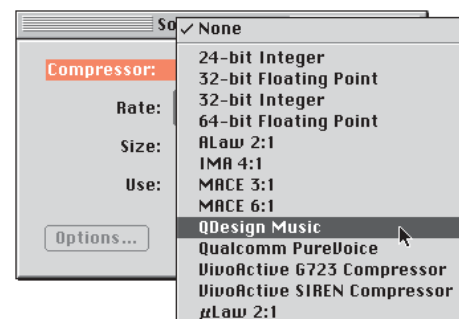 So
✓ None
24-bit Integer
32-bit Floating Point
32-bit Integer
64-bit Floating Point
ALaw 2:1
IMA 4:1
MACE 3:1
MACE 6:1
QDesign Music
Qualcomm PureVoice
VivoActive G723 Compressor
VivoActive SIREN Compressor
µLaw 2:1
Compressor:
Rate:
Size:
Use:
Options...